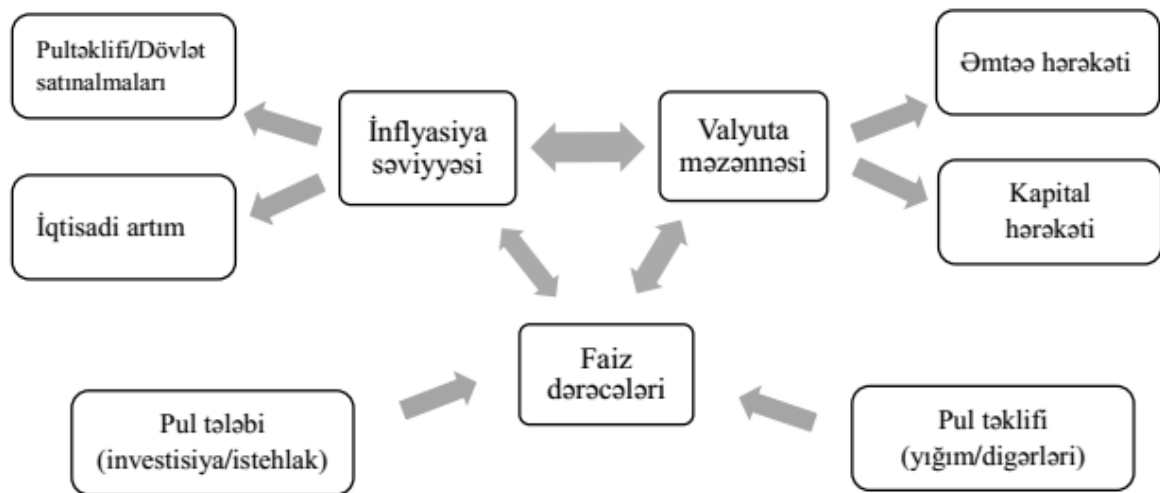 Pultəklifi/Dövlət
satınalmaları
İnflyasiya
səviyyəsi
Valyuta
məzənnəsi
Əmtəə hərəkəti
İqtisadi artım
Kapital
hərəkəti
Faiz
dərəcələri
Pul tələbi
(investisiya/istehlak)
Pul təklifi
(yığım/digərləri)